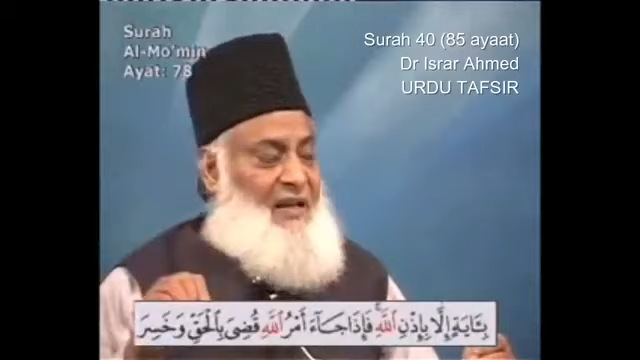 Surah
Al-Mo'min
Ayat: 78
Surah 40 (85 ayaat)
Dr Israr Ahmed
URDU TAFSIR
بِـَٔايَةٍ إِلَّا بِإِذْنِ ٱللَّهِ ۚ فَإِذَا جَآءَ أَمْرُ ٱللَّهِ قُضِىَ بِٱلْحَقِّ وَخَسِرَ